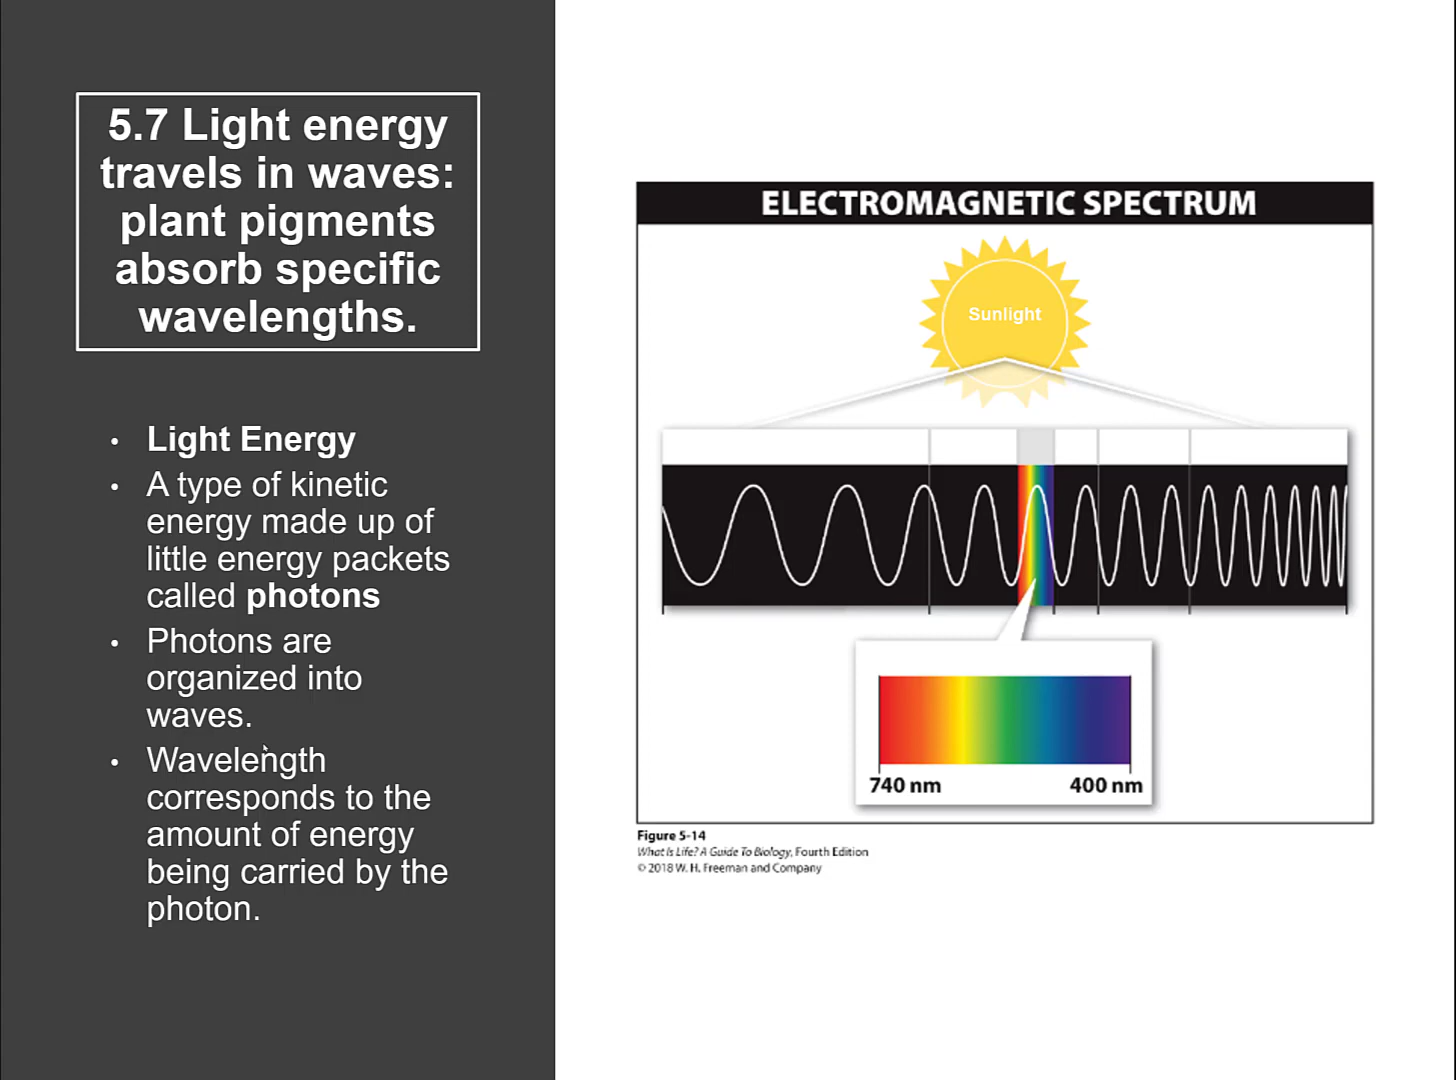 5.7 Light energy
travels in waves:
plant pigments
absorb specific
wavelengths.
• Light Energy
• A type of kinetic
energy made up of
little energy packets
called photons
• Photons are
organized into
waves.
• Wavelength
corresponds to the
amount of energy
being carried by the
photon.
ELECTROMAGNETIC SPECTRUM
Sunlight
740 nm 400 nm
Figure 5-14
What Is Life? A Guide To Biology, Fourth Edition
© 2018 W. H. Freeman and Company